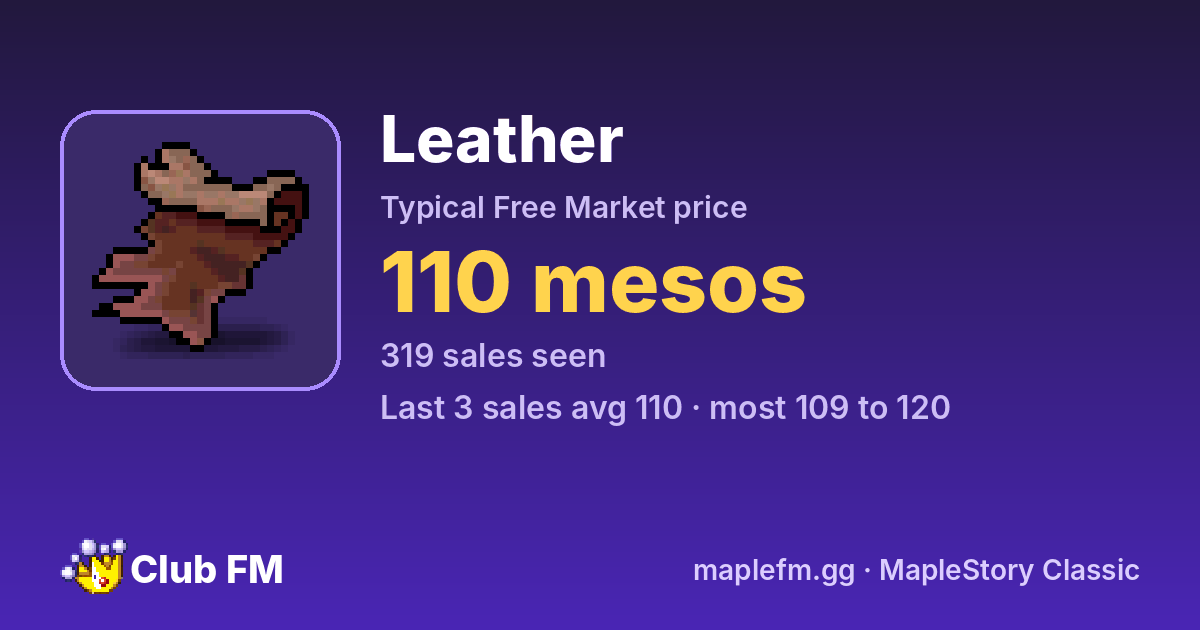 Leather
Typical Free Market price
110 mesos
319 sales seen
Last 3 sales avg 110 · most 109 to 120
Club FM
maplefm.gg · MapleStory Classic